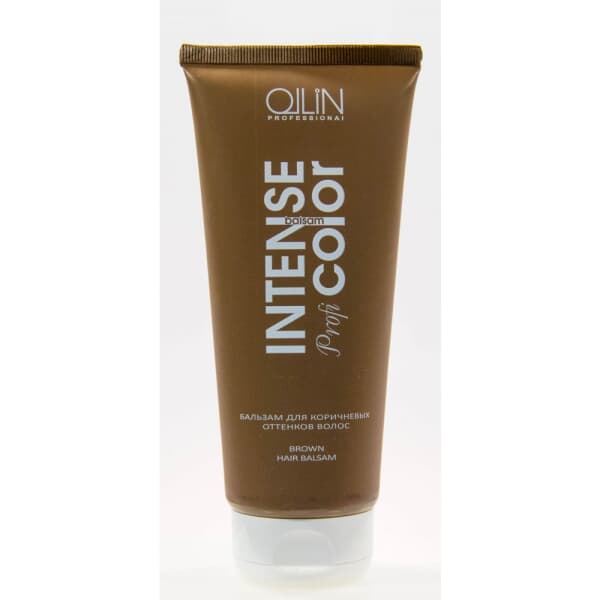 OLLIN
PROFESSIONAL
INTENSE
balsam
Profi color
БАЛЬЗАМ ДЛЯ КОРИЧНЕВЫХ
ОТТЕНКОВ ВОЛОС
BROWN
HAIR BALSAM